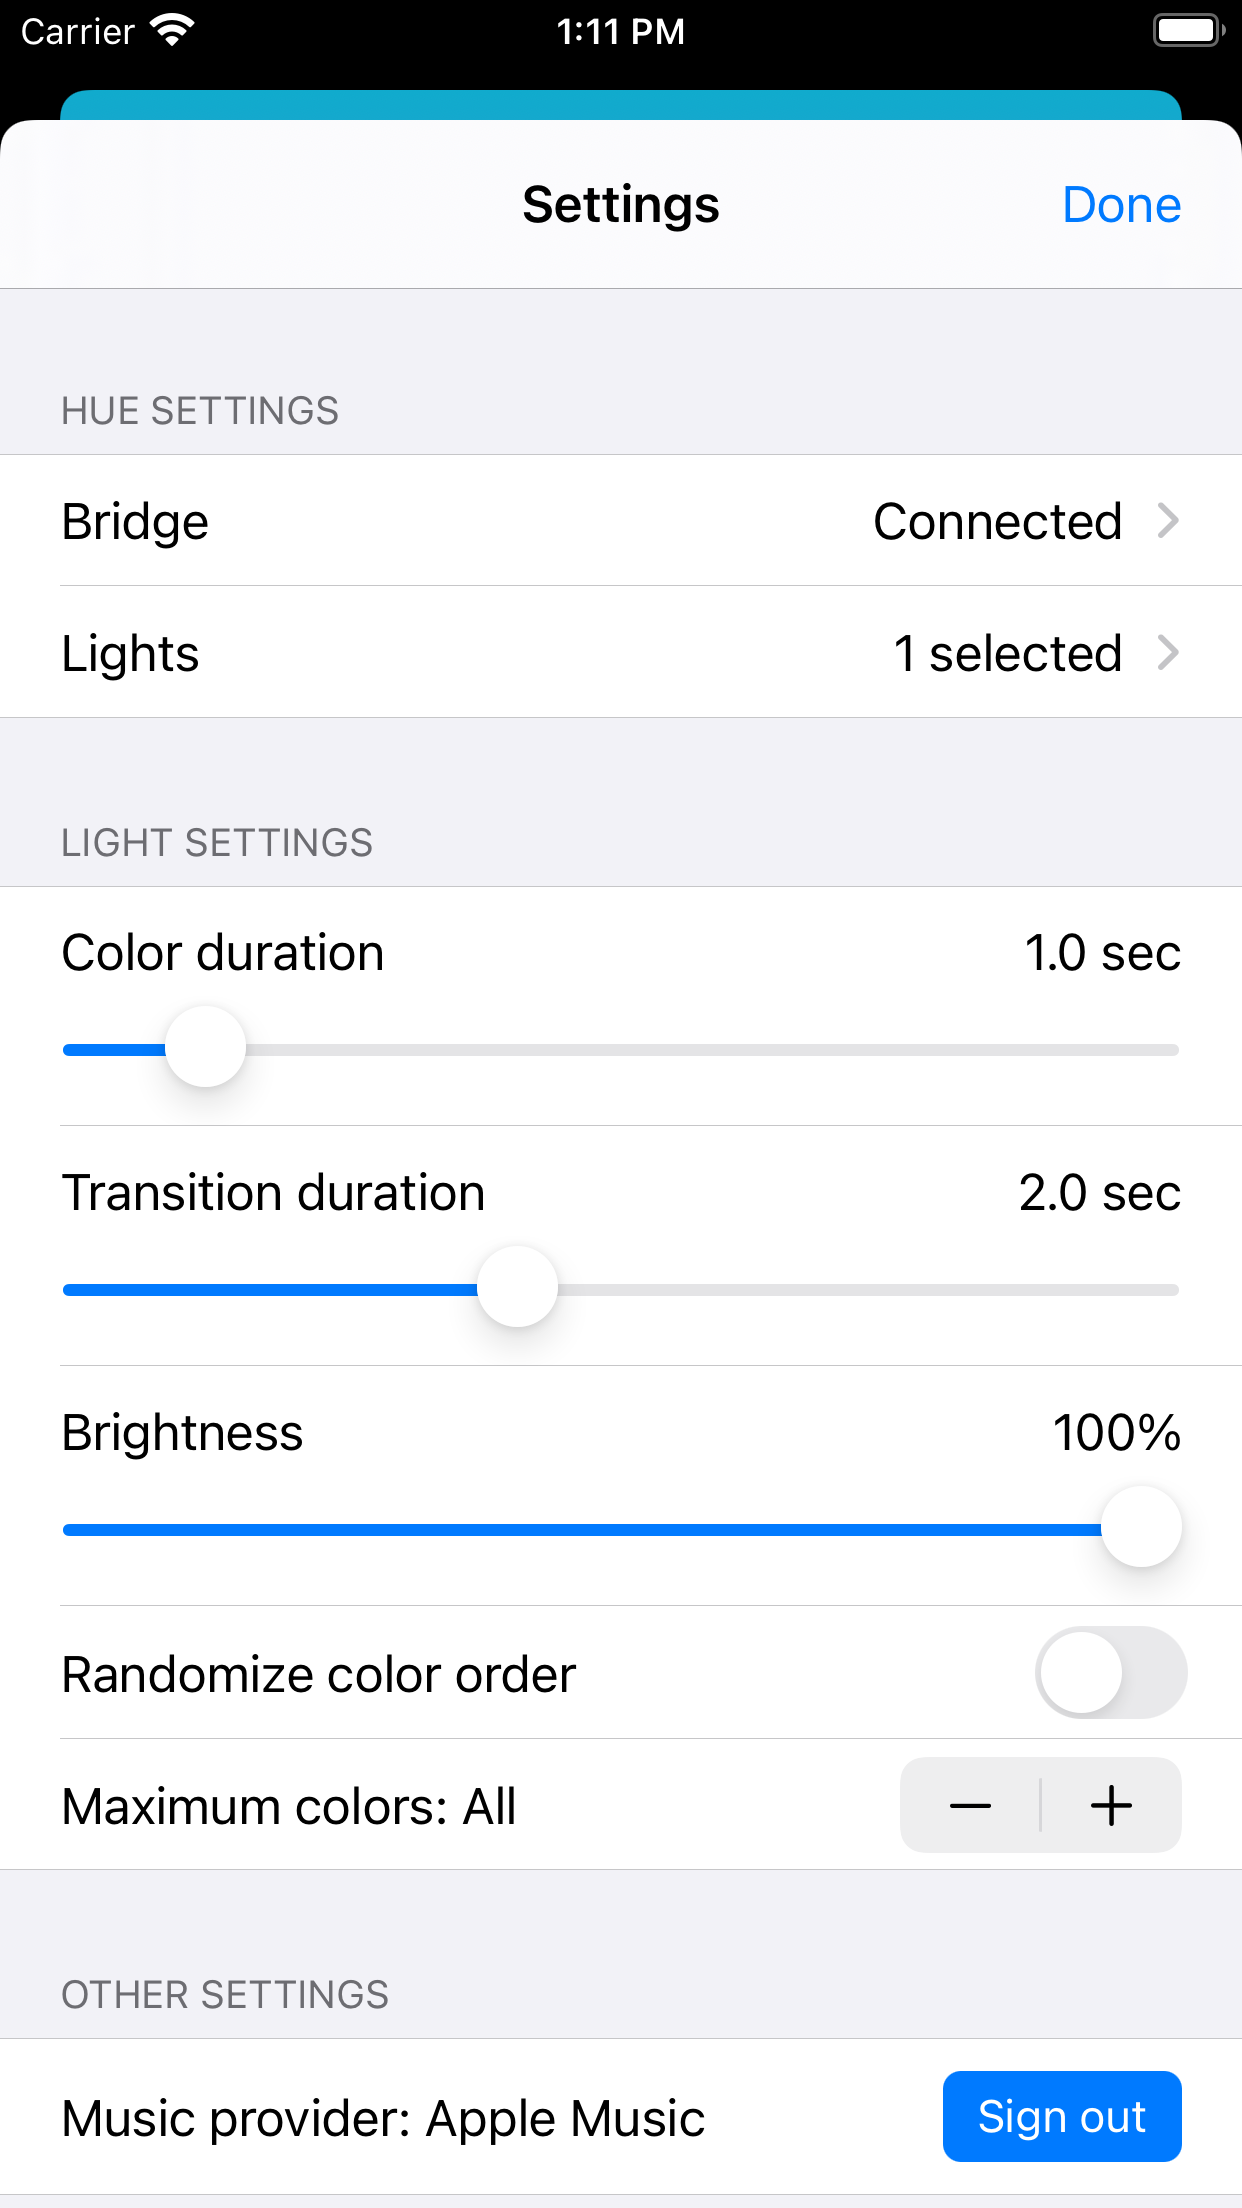 Carrier 1:11 PM
Settings Done
HUE SETTINGS
Bridge Connected
Lights 1 selected
LIGHT SETTINGS
Color duration 1.0 sec
Transition duration 2.0 sec
Brightness 100%
Randomize color order
Maximum colors: All
OTHER SETTINGS
Music provider: Apple Music Sign out